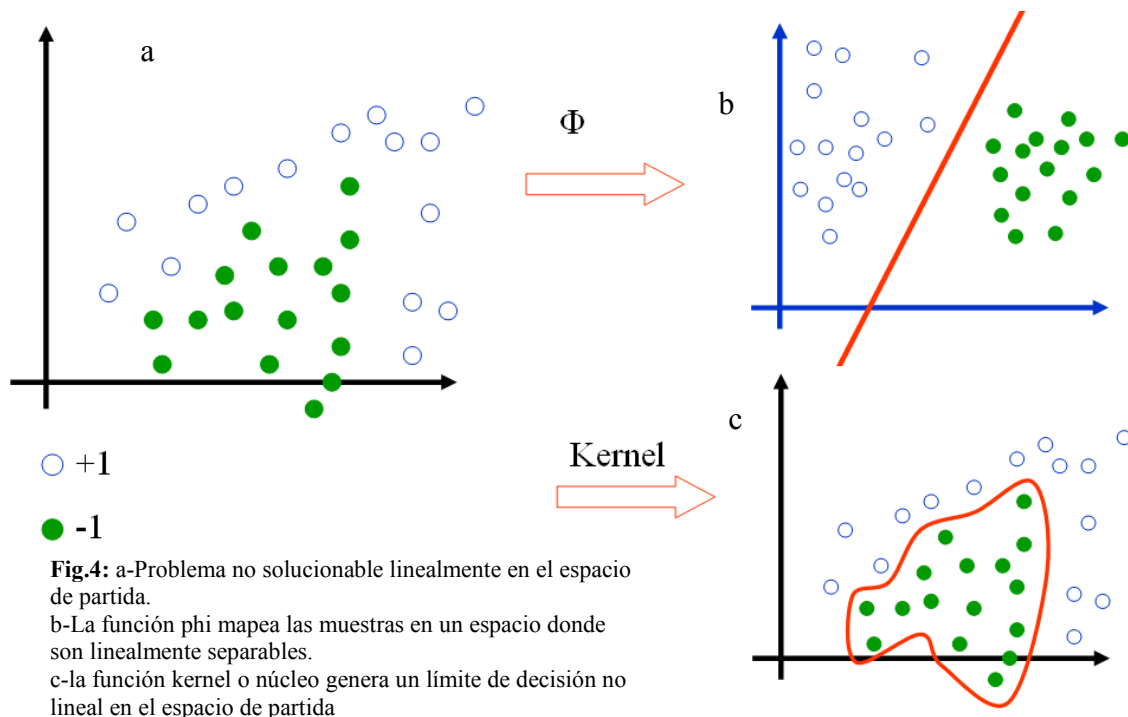 a
Φ
b
Kernel
c
+1
-1
Fig.4: a-Problema no solucionable linealmente en el espacio
de partida.
b-La función phi mapea las muestras en un espacio donde
son linealmente separables.
c-la función kernel o núcleo genera un límite de decisión no
lineal en el espacio de partida